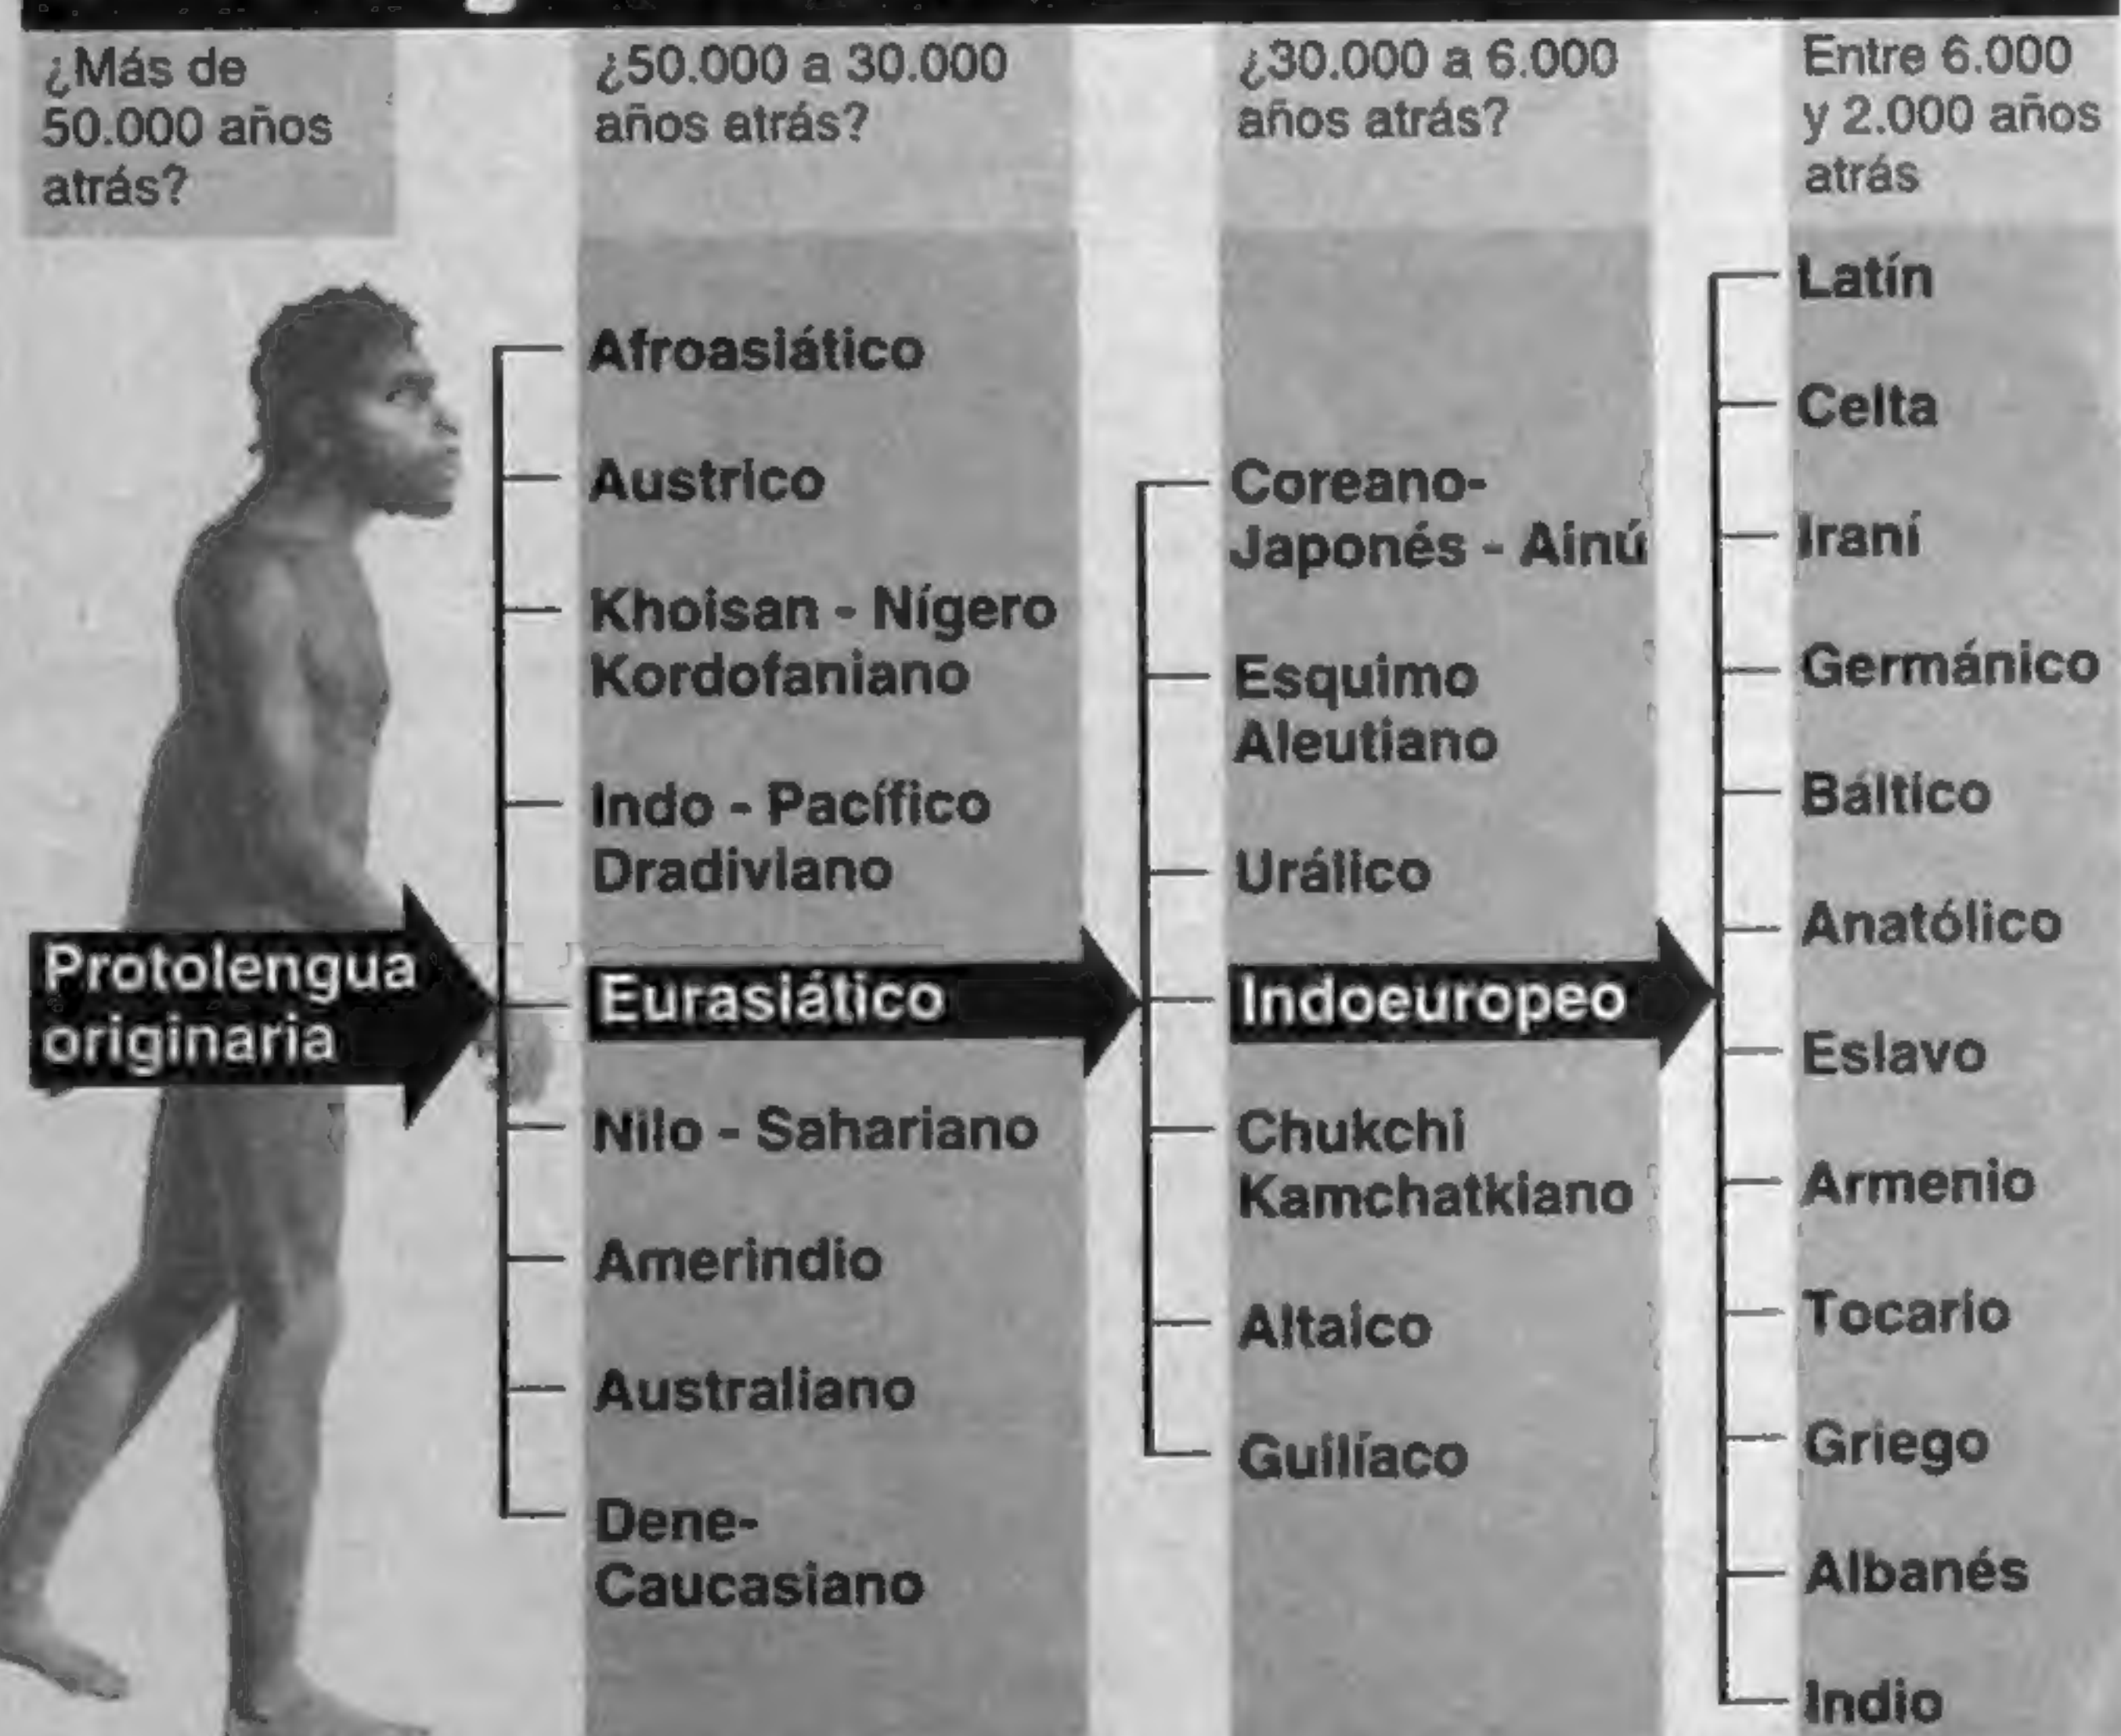 ¿Más de
50.000 años
atrás?
¿50.000 a 30.000
años atrás?
¿30.000 a 6.000
años atrás?
Entre 6.000
y 2.000 años
atrás
Protolengua
originaria
Afroasiático
Austrico
Khoisan - Nígero
Kordofaniano
Indo - Pacífico
Dradiviano
Eurasiático
Nilo - Sahariano
Amerindio
Australiano
Dene-
Caucasiano
Coreano-
Japonés - Ainú
Esquimo
Aleutiano
Urálico
Indoeuropeo
Chukchi
Kamchatkiano
Altaico
Guilíaco
Latín
Celta
Iraní
Germánico
Báltico
Anatólico
Eslavo
Armenio
Tocario
Griego
Albanés
Indio